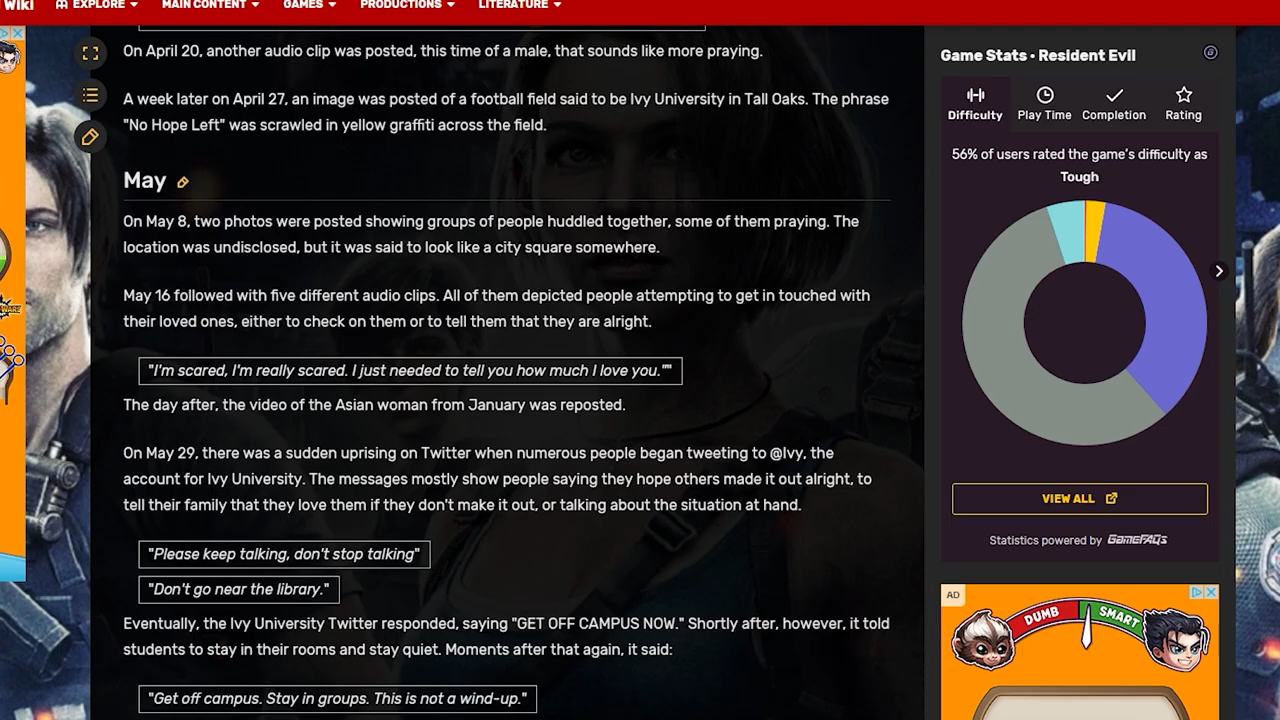 Wiki
EXPLORE
MAIN CONTENT
GAMES
PRODUCTIONS
LITERATURE
On April 20, another audio clip was posted, this time of a male, that sounds like more praying.
A week later on April 27, an image was posted of a football field said to be Ivy University in Tall Oaks. The phrase
"No Hope Left" was scrawled in yellow graffiti across the field.
May
On May 8, two photos were posted showing groups of people huddled together, some of them praying. The
location was undisclosed, but it was said to look like a city square somewhere.
May 16 followed with five different audio clips. All of them depicted people attempting to get in touched with
their loved ones, either to check on them or to tell them that they are alright.
"I'm scared, I'm really scared. I just needed to tell you how much I love you.""
The day after, the video of the Asian woman from January was reposted.
On May 29, there was a sudden uprising on Twitter when numerous people began tweeting to @Ivy, the
account for Ivy University. The messages mostly show people saying they hope others made it out alright, to
tell their family that they love them if they don't make it out, or talking about the situation at hand.
"Please keep talking, don't stop talking"
"Don't go near the library."
Eventually, the Ivy University Twitter responded, saying "GET OFF CAMPUS NOW." Shortly after, however, it told
students to stay in their rooms and stay quiet. Moments after that again, it said:
"Get off campus. Stay in groups. This is not a wind-up."
Game Stats • Resident Evil
Difficulty
Play Time
Completion
Rating
56% of users rated the game's difficulty as
Tough
VIEW ALL
Statistics powered by GameFAQs
AD
DUMB
SMART